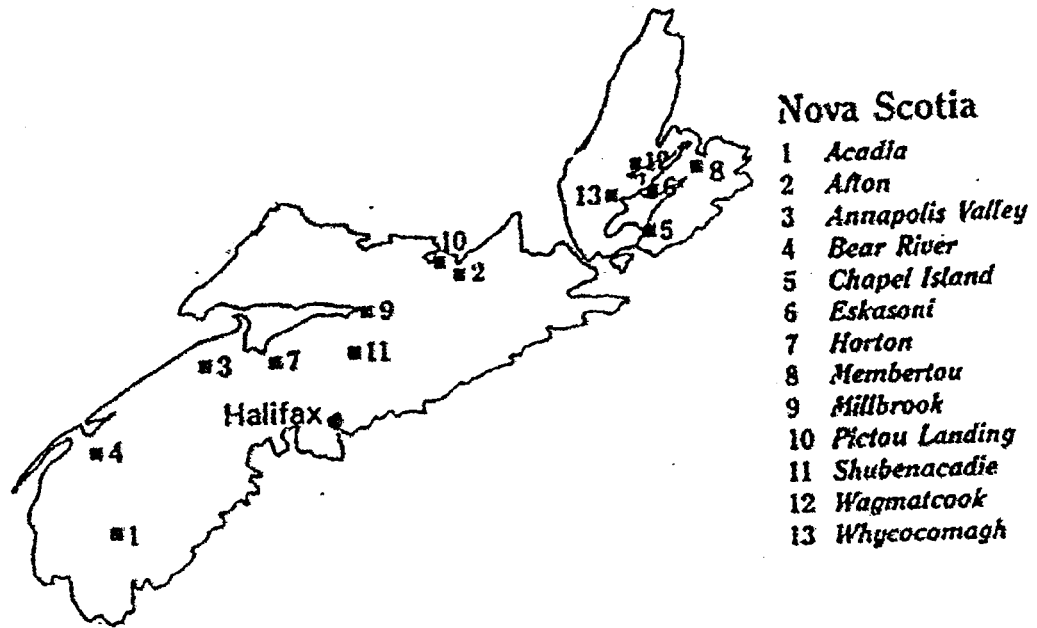 Nova Scotia
1 Acadia
2 Afton
3 Annapolis Valley
4 Bear River
5 Chapel Island
6 Eskasoni
7 Horton
8 Membertou
9 Millbrook
10 Pictou Landing
11 Shubenacadie
12 Wagmatcook
13 Whycocomagh
8
13
6
5
10
2
9
3
7
11
Halifax
4
1